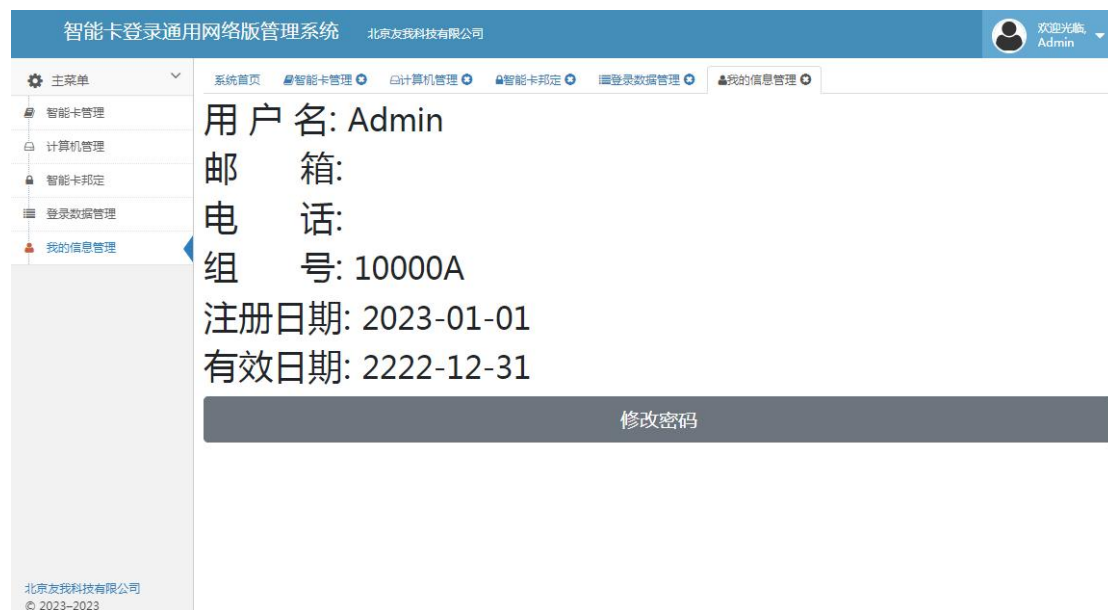 智能卡登录通用网络版管理系统 北京友我科技有限公司
欢迎光临,
Admin
主菜单
系统首页 智能卡管理 计算机管理 智能卡邦定 登录数据管理 我的信息管理
智能卡管理
计算机管理
智能卡邦定
登录数据管理
我的信息管理
用 户 名: Admin
邮 箱:
电 话:
组 号: 10000A
注册日期: 2023-01-01
有效日期: 2222-12-31
修改密码
北京友我科技有限公司
© 2023–2023